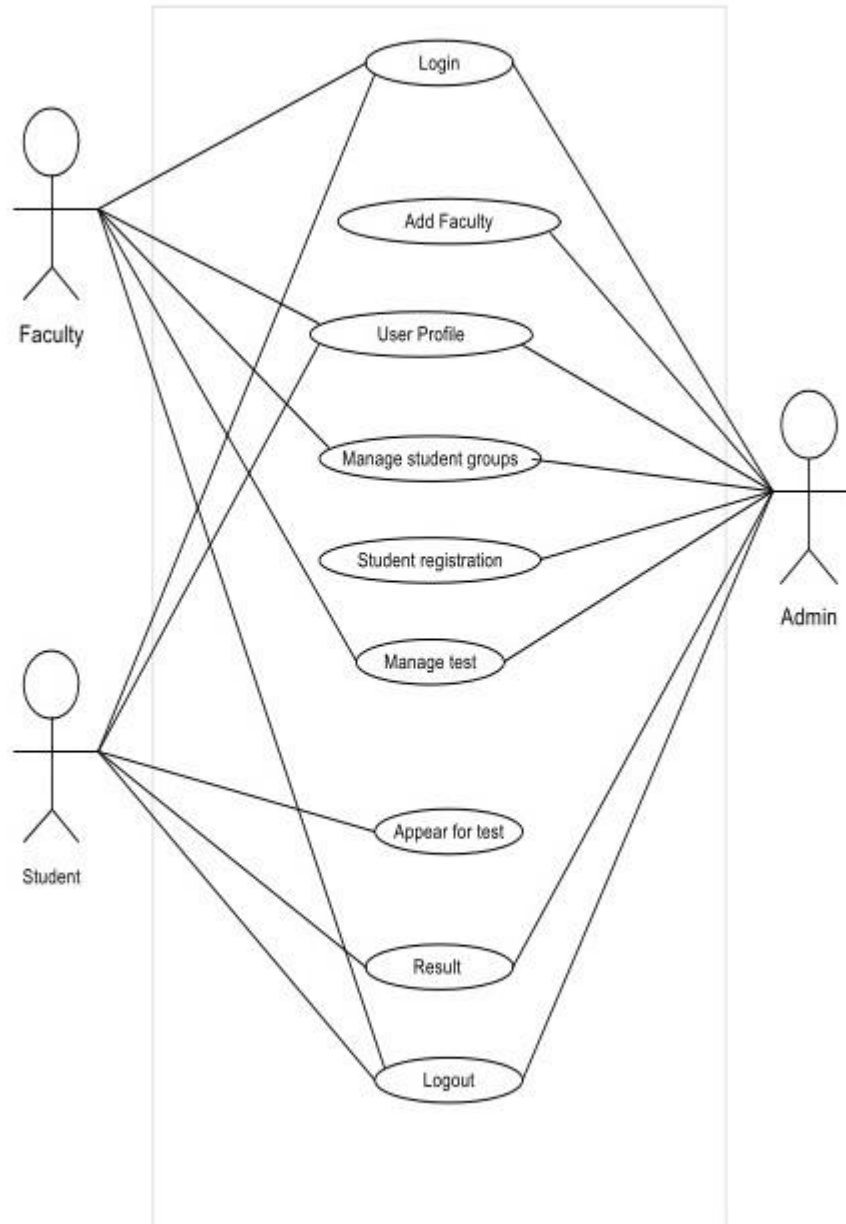 Login
Add Faculty
Faculty
User Profile
Manage student groups
Student registration
Admin
Manage test
Appear for test
Student
Result
Logout